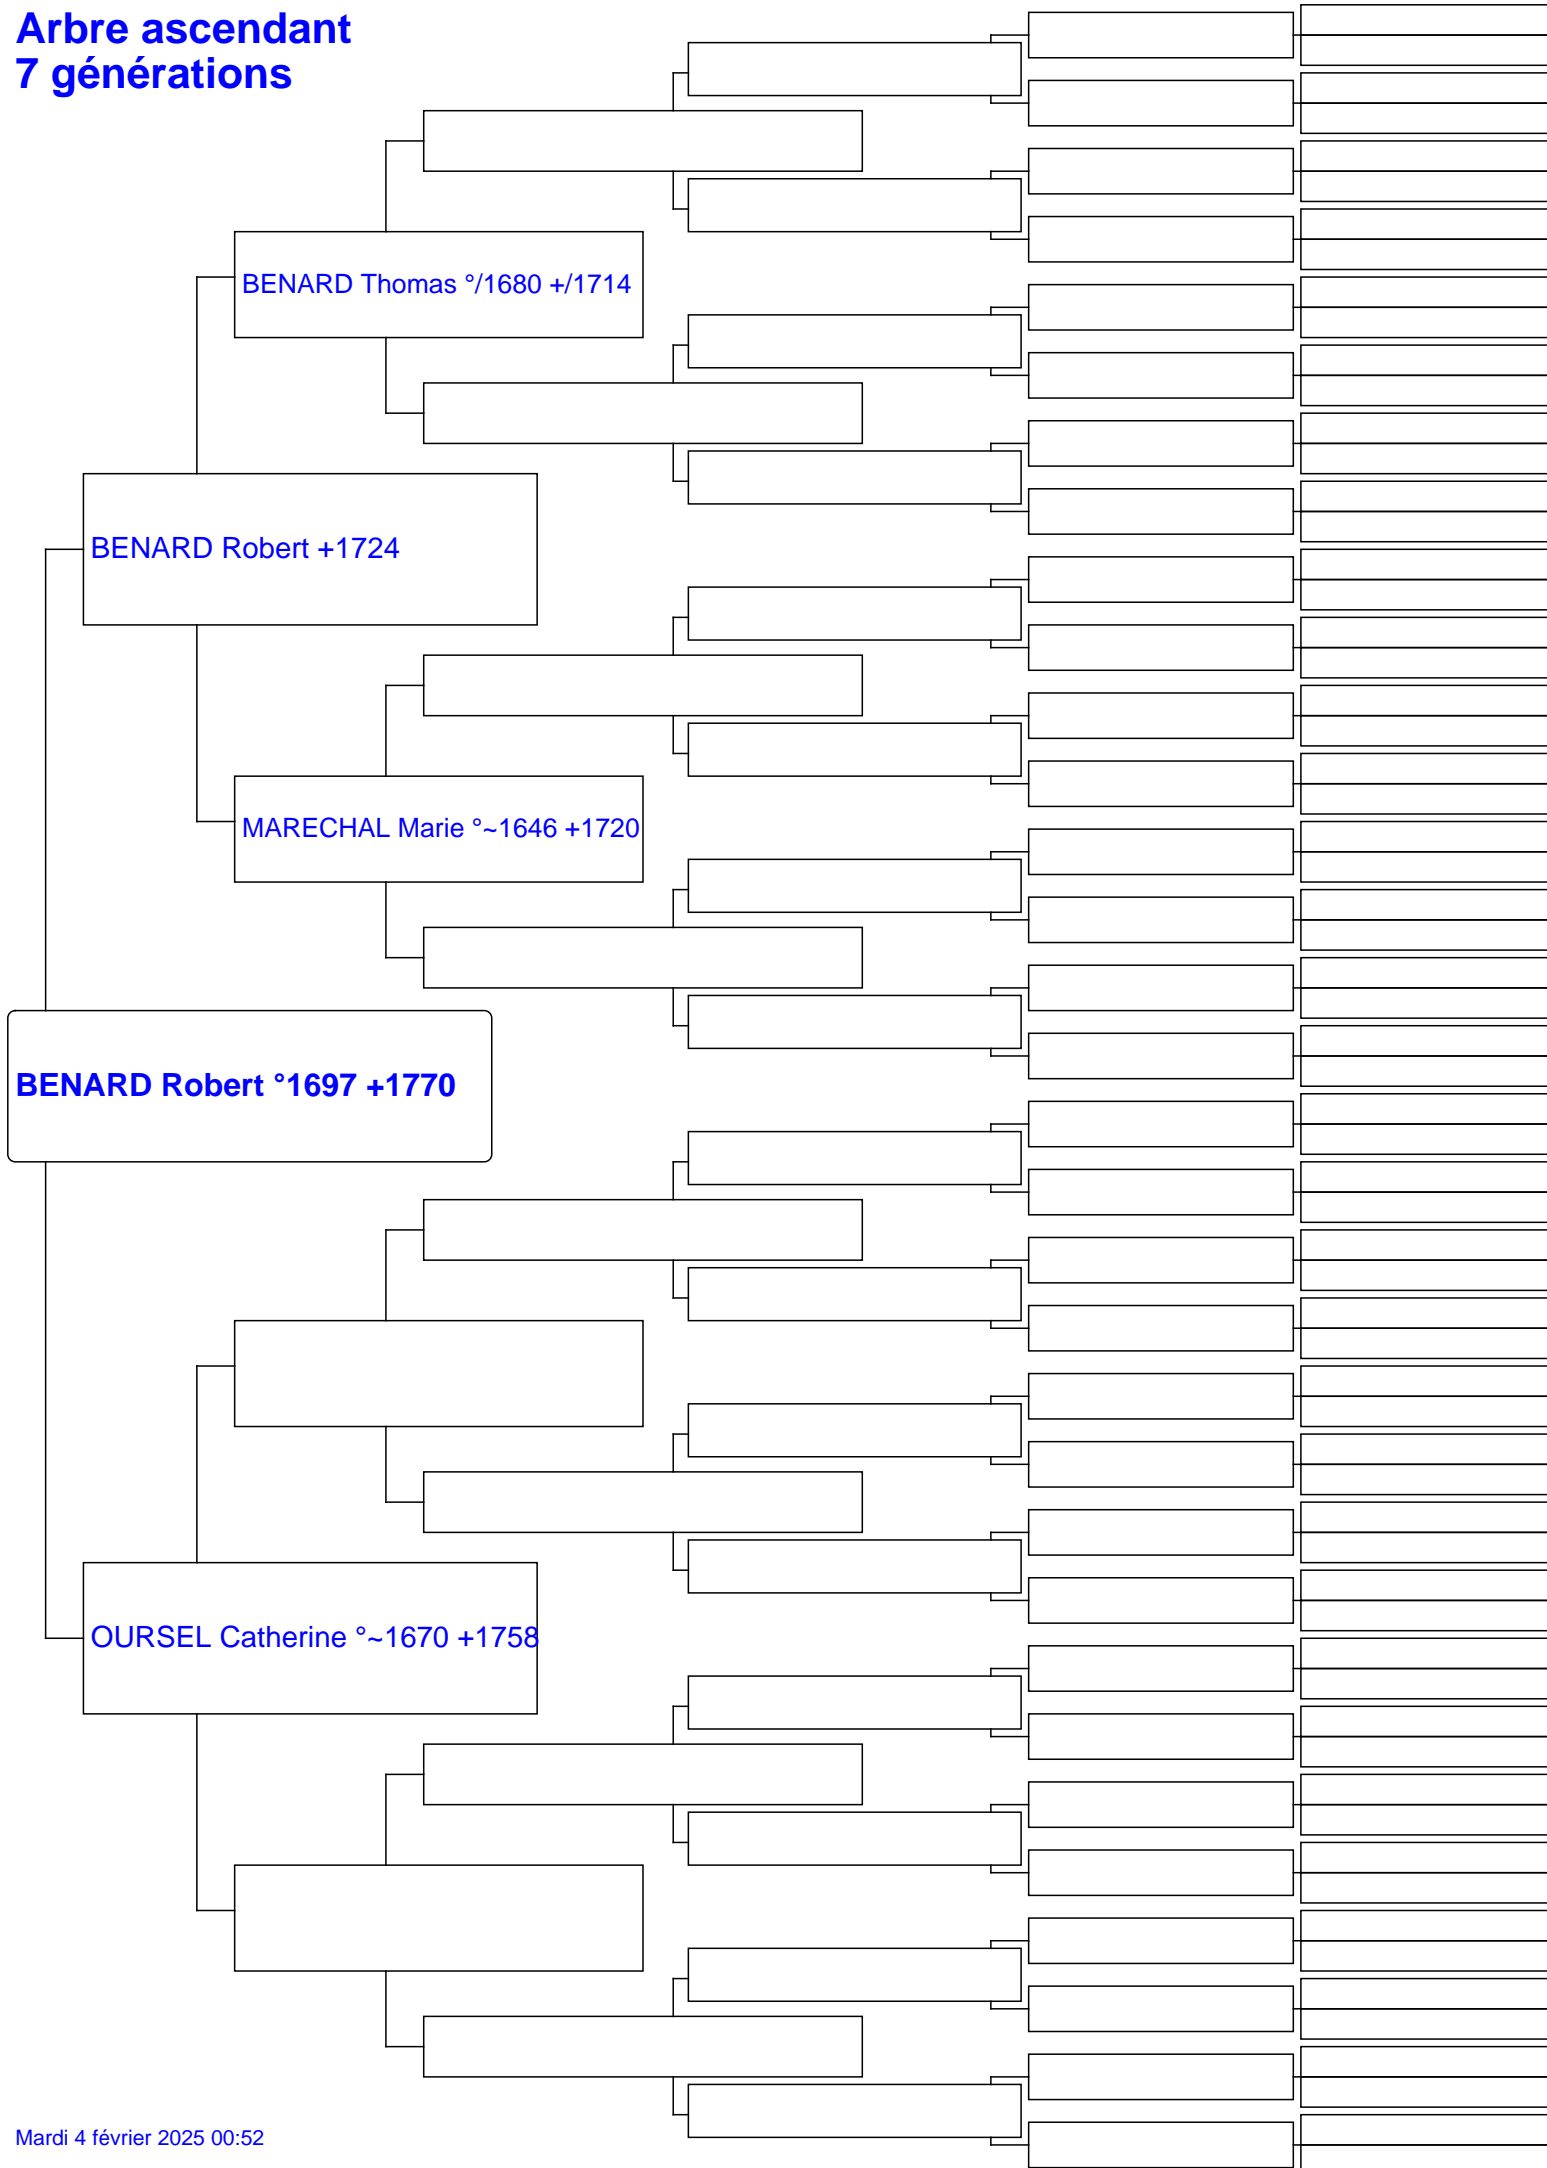 Arbre ascendant
7 générations
BENARD Thomas °/1680 +/1714
BENARD Robert +1724
MARECHAL Marie °~1646 +1720
BENARD Robert °1697 +1770
OURSEL Catherine °~1670 +1758
Mardi 4 février 2025 00:52